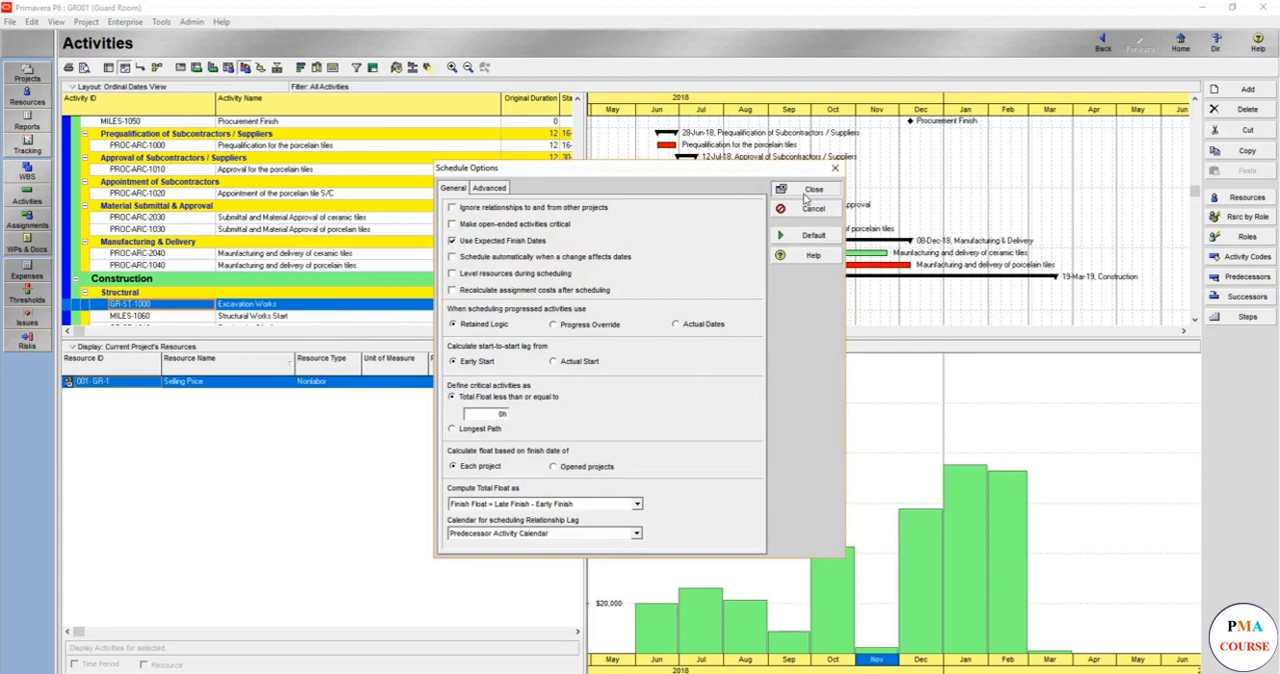 Primavera P6 : GR001 (Guard Room)
File Edit View Project Enterprise Tools Admin Help
Activities
Back Forward Home Dir. Help
Projects
Resources
Reports
Tracking
WBS
Activities
Assignments
WPs & Docs
Expenses
Thresholds
Issues
Risks
Layout: Ordinal Dates View Filter: All Activities
Activity ID Activity Name Original Duration Sta
MILES-1050 Procurement Finish 0
Prequalification of Subcontractors / Suppliers 12 16-
PROC-ARC-1000 Prequalification for the porcelain tiles 12 16-
Approval of Subcontractors / Suppliers 12 30-
PROC-ARC-1010 Approval for the porcelain tiles
Appointment of Subcontractors
PROC-ARC-1020 Appointment of the porcelain tile S/C
Material Submittal & Approval
PROC-ARC-2030 Submittal and Material Approval of ceramic tiles
PROC-ARC-1030 Submittal and Material Approval of porcelain tiles
Manufacturing & Delivery
PROC-ARC-2040 Maunfacturing and delivery of ceramic tiles
PROC-ARC-1040 Maunfacturing and delivery of porcelain tiles
Construction
Structural
GR-ST-1000 Excavation Works
MILES-1060 Structural Works Start
2018
May Jun Jul Aug Sep Oct Nov Dec Jan Feb Mar Apr May Jun
Procurement Finish
28-Jun-18, Prequalification of Subcontractors / Suppliers
Prequalification for the porcelain tiles
12-Jul-18, Approval of Subcontractors / Suppliers
pproval
of porcelain tiles
08-Dec-18, Manufacturing & Delivery
Maunfacturing and delivery of ceramic tiles
Maunfacturing and delivery of porcelain tiles
19-Mar-19, Construction
Schedule Options
General Advanced
Ignore relationships to and from other projects
Make open-ended activities critical
Use Expected Finish Dates
Schedule automatically when a change affects dates
Level resources during scheduling
Recalculate assignment costs after scheduling
When scheduling progressed activities use
Retained Logic Progress Override Actual Dates
Calculate start-to-start lag from
Early Start Actual Start
Define critical activities as
Total Float less than or equal to
0h
Longest Path
Calculate float based on finish date of
Each project Opened projects
Compute Total Float as
Finish Float = Late Finish - Early Finish
Calendar for scheduling Relationship Lag
Predecessor Activity Calendar
Close
Cancel
Default
Help
Add
Delete
Cut
Copy
Paste
Resources
Rsrc by Role
Roles
Activity Codes
Predecessors
Successors
Steps
Display: Current Project's Resources
Resource ID Resource Name Resource Type Unit of Measure
001- GR-1 Selling Price Nonlabor
Display Activities for selected...
Time Period Resource
$20,000
May Jun Jul Aug Sep Oct Nov Dec Jan Feb Mar Apr May Jun
2018
PMA
COURSE